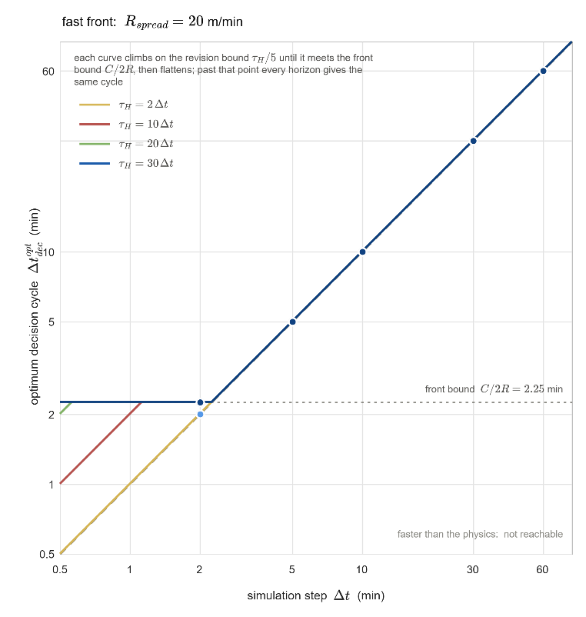 fast front: R_spread = 20 m/min
each curve climbs on the revision bound τ_H/5 until it meets the front
bound C/2R, then flattens; past that point every horizon gives the
same cycle
τ_H = 2Δt
τ_H = 10Δt
τ_H = 20Δt
τ_H = 30Δt
60
10
5
2
1
0.5
optimum decision cycle Δt_dec^opt (min)
front bound C/2R = 2.25 min
faster than the physics: not reachable
0.5 1 2 5 10 30 60
simulation step Δt (min)